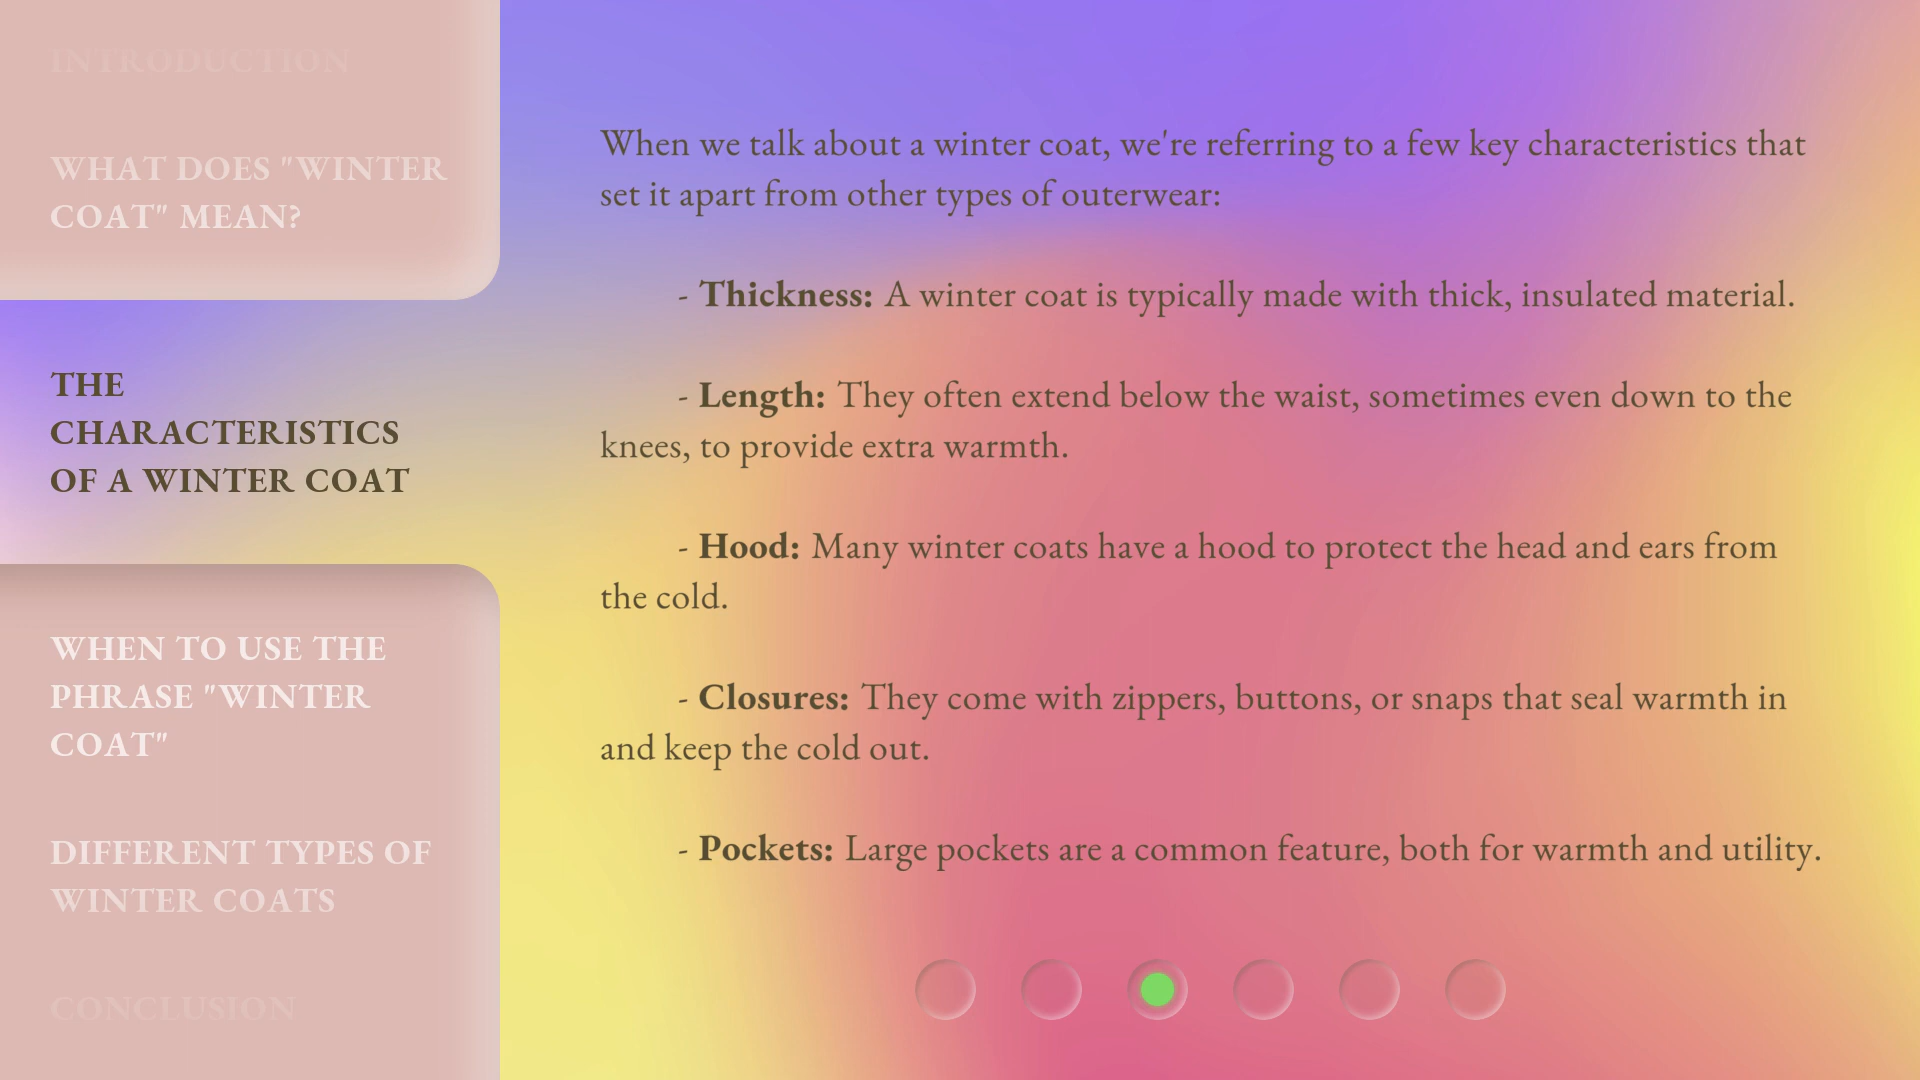 INTRODUCTION
WHAT DOES "WINTER
COAT" MEAN?
THE
CHARACTERISTICS
OF A WINTER COAT
WHEN TO USE THE
PHRASE "WINTER
COAT"
DIFFERENT TYPES OF
WINTER COATS
CONCLUSION
When we talk about a winter coat, we're referring to a few key characteristics that
set it apart from other types of outerwear:
- Thickness: A winter coat is typically made with thick, insulated material.
- Length: They often extend below the waist, sometimes even down to the
knees, to provide extra warmth.
- Hood: Many winter coats have a hood to protect the head and ears from
the cold.
- Closures: They come with zippers, buttons, or snaps that seal warmth in
and keep the cold out.
- Pockets: Large pockets are a common feature, both for warmth and utility.